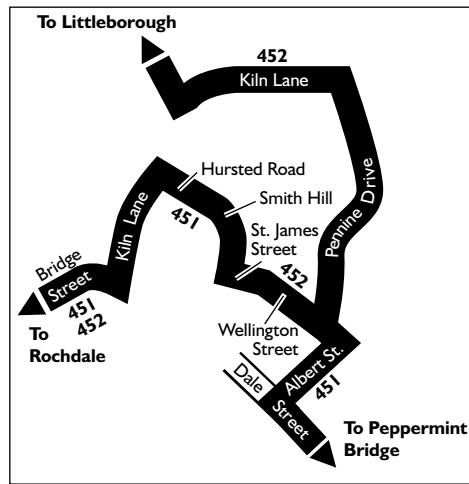 To Littleborough
452
Kiln Lane
Hursted Road
Smith Hill
451
Kiln Lane
St. James
Street
Pennine Drive
452
Bridge
Street
451
452
To
Rochdale
Wellington
Street
Albert St.
451
Dale
Street
To Peppermint
Bridge